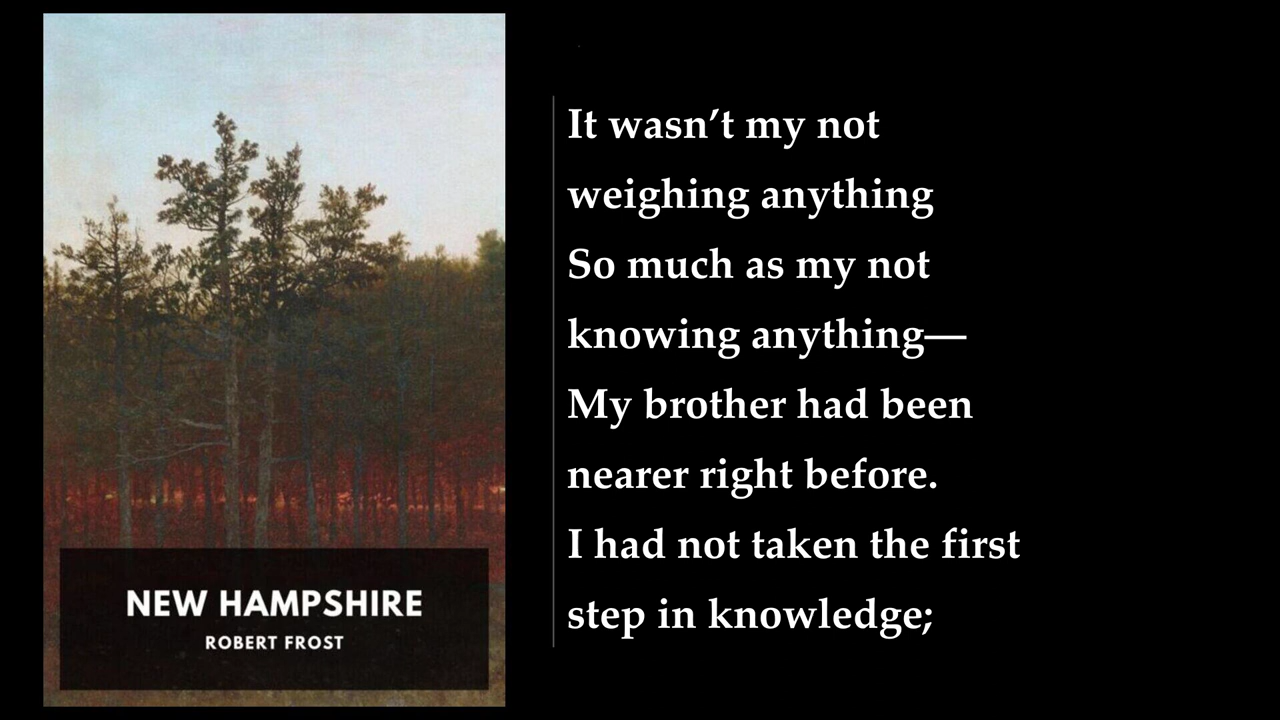 NEW HAMPSHIRE
ROBERT FROST
It wasn’t my not
weighing anything
So much as my not
knowing anything—
My brother had been
nearer right before.
I had not taken the first
step in knowledge;